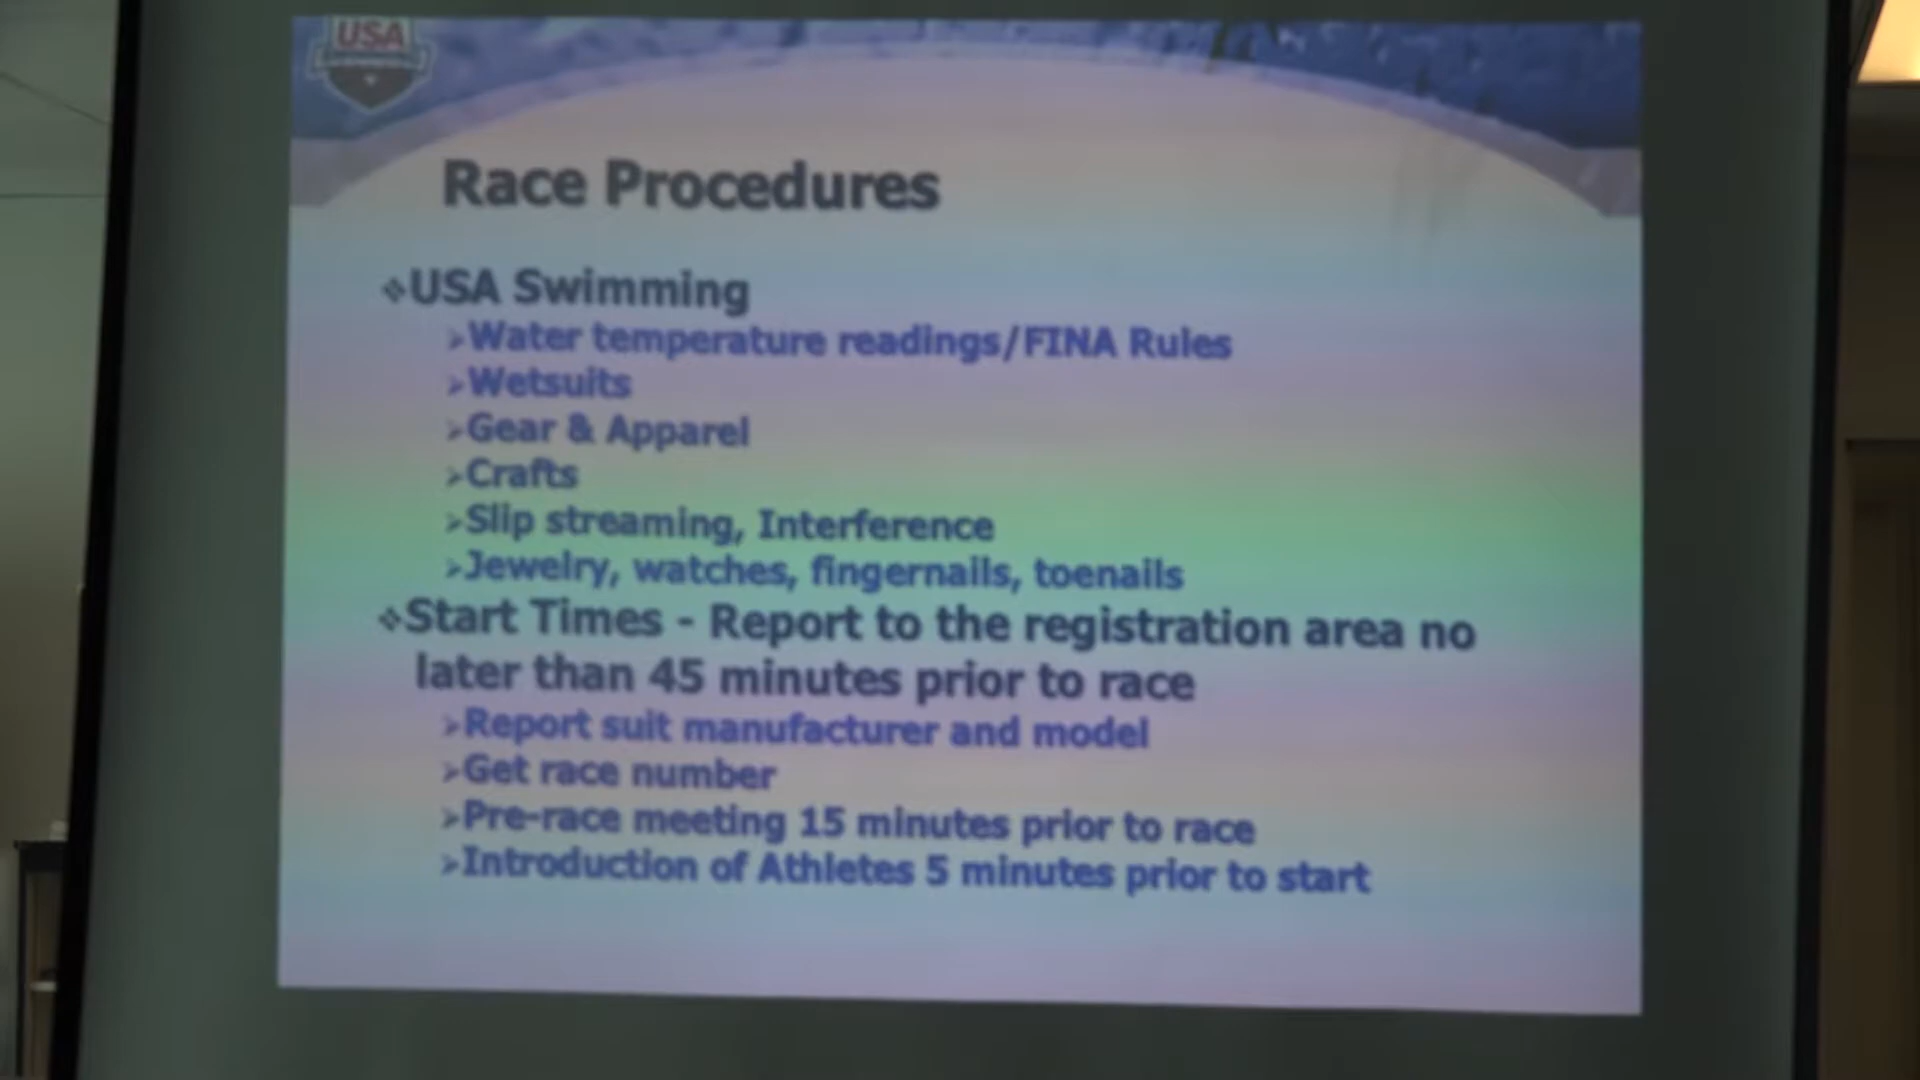 USA
Race Procedures
❖USA Swimming
➢Water temperature readings/FINA Rules
➢Wetsuits
➢Gear & Apparel
➢Crafts
➢Slip streaming, Interference
➢Jewelry, watches, fingernails, toenails
❖Start Times - Report to the registration area no
later than 45 minutes prior to race
➢Report suit manufacturer and model
➢Get race number
➢Pre-race meeting 15 minutes prior to race
➢Introduction of Athletes 5 minutes prior to start